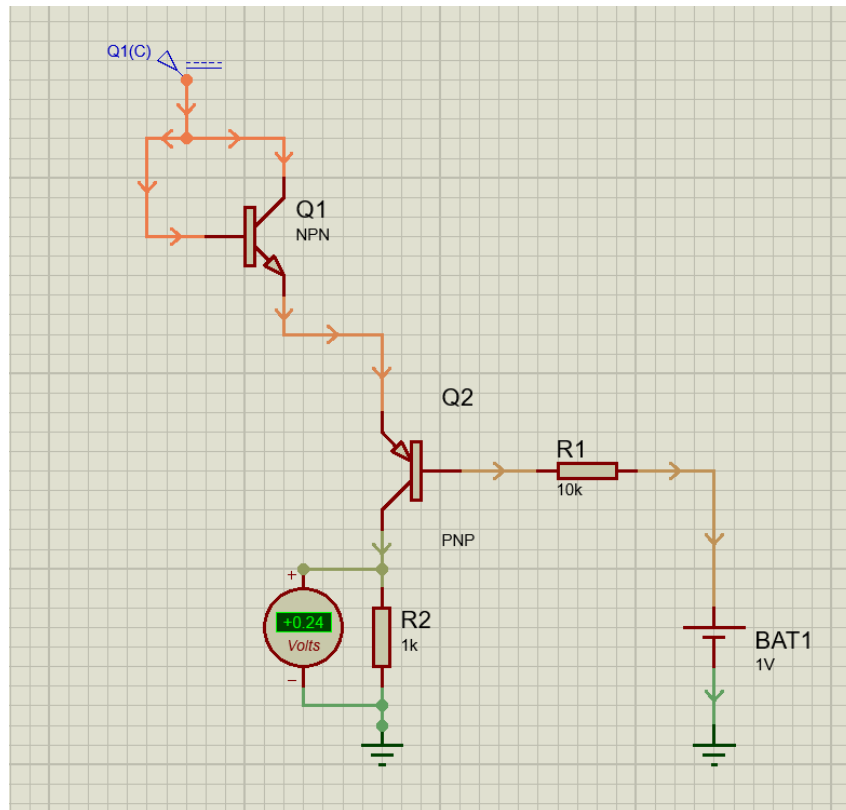 Q1(C)
Q1
NPN
Q2
R1
10k
PNP
+
+0.24
Volts
−
R2
1k
BAT1
1V